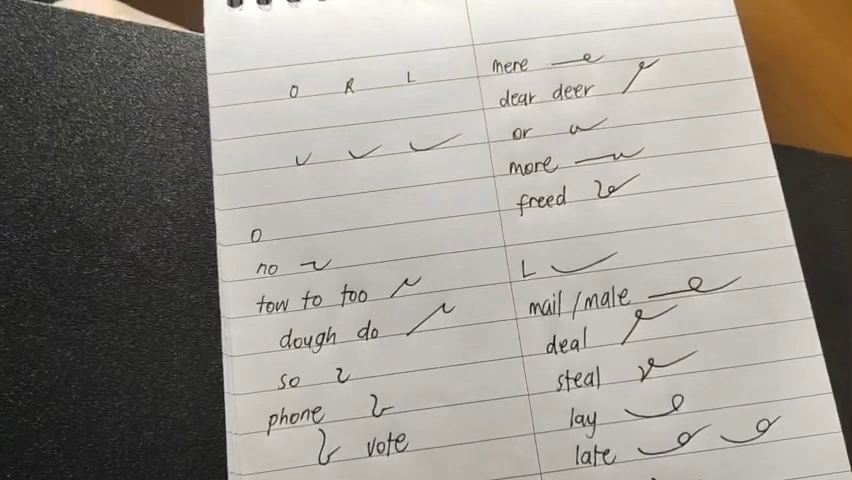 O R L
O
no
tow to too
dough do
so
phone
vote
mere
dear deer
or
more
freed
L
mail/male
deal
steal
lay
late